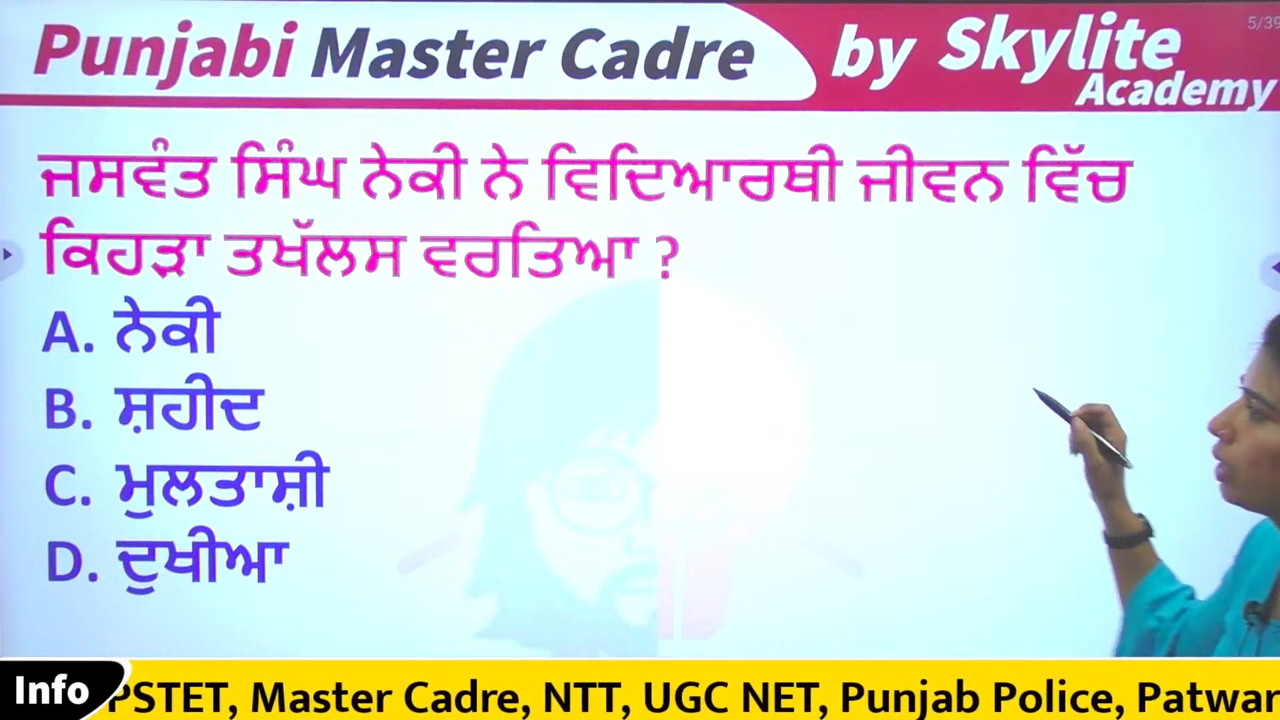 Punjabi Master Cadre by Skylite Academy
5/39
ਜਸਵੰਤ ਸਿੰਘ ਨੇਕੀ ਨੇ ਵਿਦਿਆਰਥੀ ਜੀਵਨ ਵਿੱਚ
ਕਿਹੜਾ ਤਖੱਲਸ ਵਰਤਿਆ ?
A. ਨੇਕੀ
B. ਸ਼ਹੀਦ
C. ਮੁਲਤਾਸ਼ੀ
D. ਦੁਖੀਆ
Info PSTET, Master Cadre, NTT, UGC NET, Punjab Police, Patwar